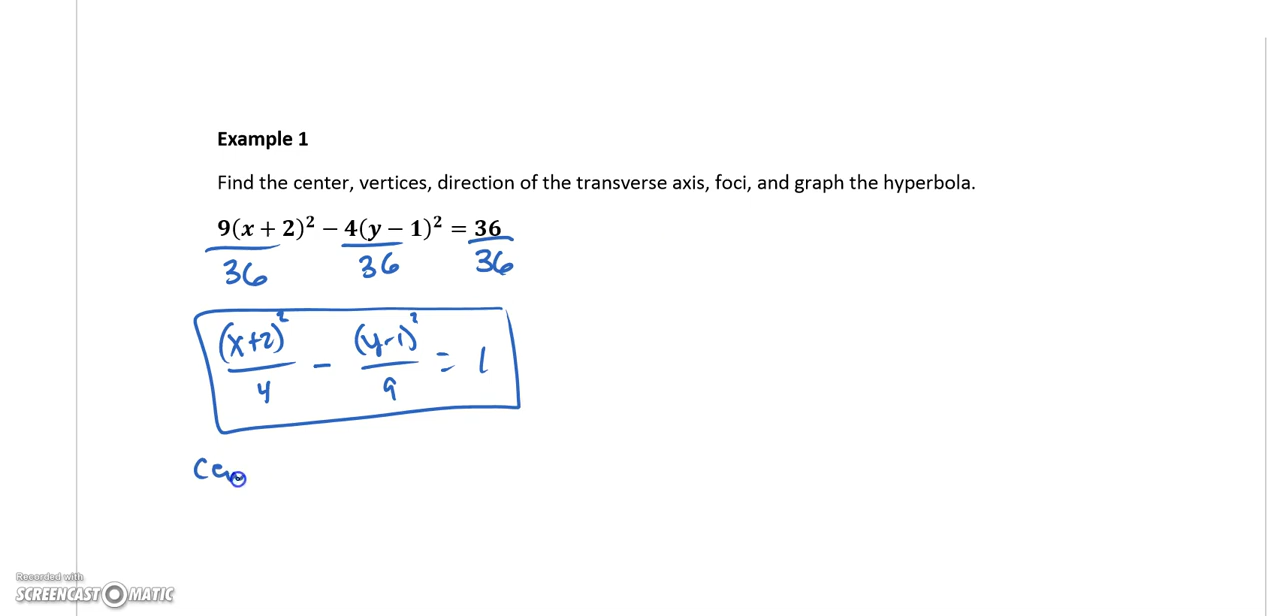 Example 1
Find the center, vertices, direction of the transverse axis, foci, and graph the hyperbola.
9(x + 2)² − 4(y − 1)² = 36
36 36 36
(x+2)²/4 − (y-1)²/9 = 1
Cen
Recorded with
SCREENCAST MATIC